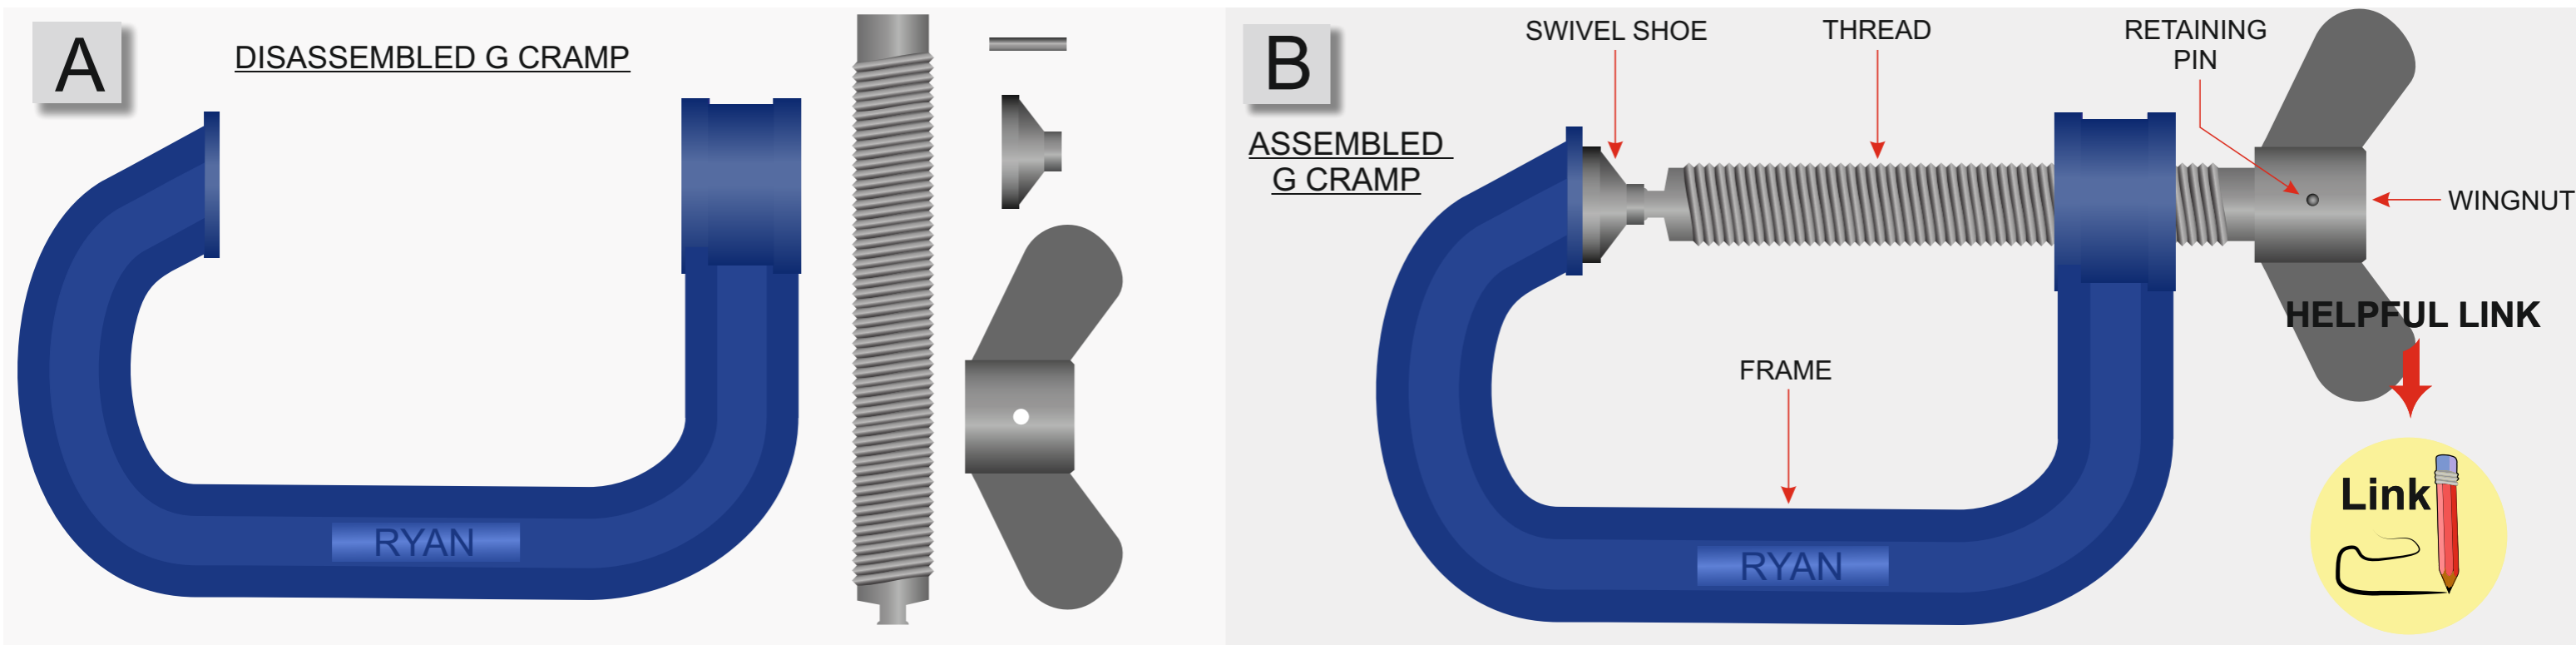 A
DISASSEMBLED G CRAMP
RYAN
B
ASSEMBLED
G CRAMP
SWIVEL SHOE
THREAD
RETAINING
PIN
WINGNUT
FRAME
RYAN
HELPFUL LINK
Link